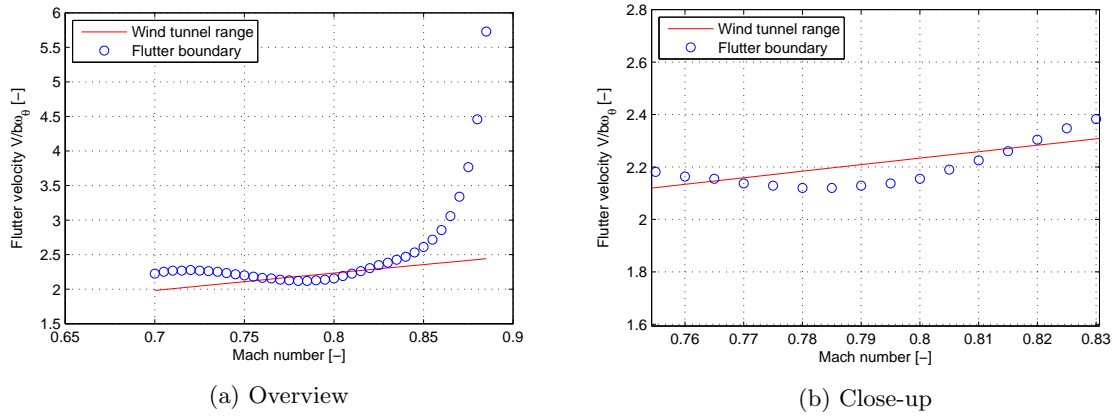 6
5.5
5
4.5
4
3.5
3
2.5
2
1.5
Flutter velocity V/bω_θ [−]
Wind tunnel range
Flutter boundary
0.65 0.7 0.75 0.8 0.85 0.9
Mach number [−]
(a) Overview
2.8
2.6
2.4
2.2
2
1.8
1.6
Flutter velocity V/bω_θ [−]
Wind tunnel range
Flutter boundary
0.76 0.77 0.78 0.79 0.8 0.81 0.82 0.83
Mach number [−]
(b) Close-up